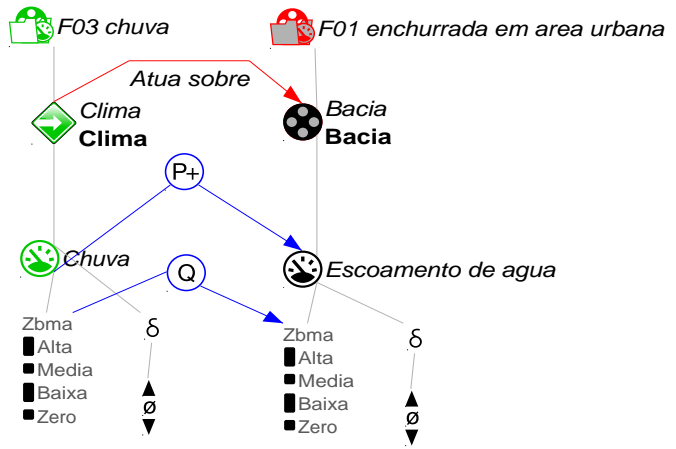 F03 chuva
F01 enchurrada em area urbana
Atua sobre
Clima
Clima
Bacia
Bacia
P+
Chuva
Escoamento de agua
Q
Zbma
Alta
Media
Baixa
Zero
δ
ø
Zbma
Alta
Media
Baixa
Zero
δ
ø